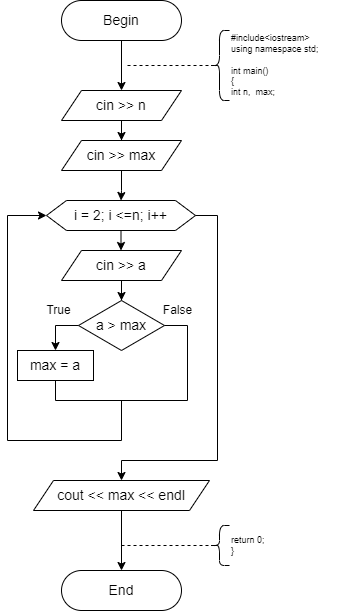 Begin
#include<iostream>
using namespace std;
int main()
{
int n, max;
cin >> n
cin >> max
i = 2; i <=n; i++
cin >> a
True
False
a > max
max = a
cout << max << endl
return 0;
}
End